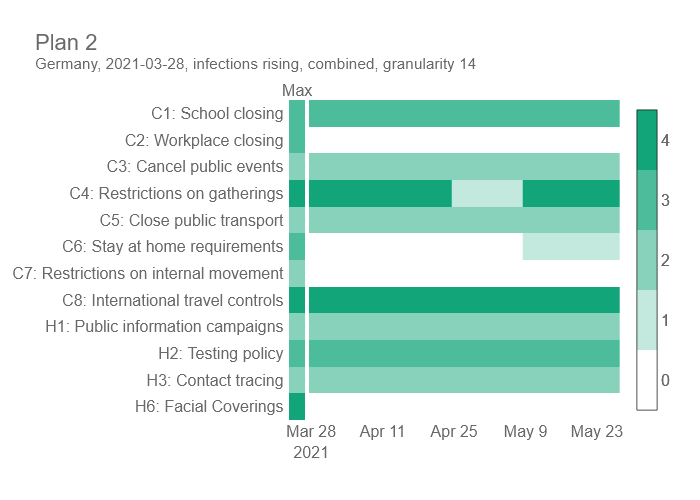 Plan 2
Germany, 2021-03-28, infections rising, combined, granularity 14
Max
C1: School closing
C2: Workplace closing
C3: Cancel public events
C4: Restrictions on gatherings
C5: Close public transport
C6: Stay at home requirements
C7: Restrictions on internal movement
C8: International travel controls
H1: Public information campaigns
H2: Testing policy
H3: Contact tracing
H6: Facial Coverings
Mar 28 Apr 11 Apr 25 May 9 May 23
2021
4
3
2
1
0